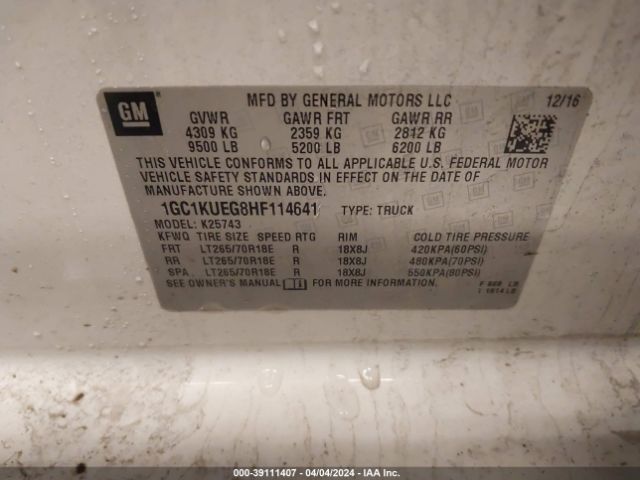 GM
MFD BY GENERAL MOTORS LLC 12/16
GVWR GAWR FRT GAWR RR
4309 KG 2359 KG 2812 KG
9500 LB 5200 LB 6200 LB
THIS VEHICLE CONFORMS TO ALL APPLICABLE U.S. FEDERAL MOTOR
VEHICLE SAFETY STANDARDS IN EFFECT ON THE DATE OF
MANUFACTURE SHOWN ABOVE.
1GC1KUEG8HF114641 TYPE: TRUCK
MODEL: K25743
KFWQ TIRE SIZE SPEED RTG RIM COLD TIRE PRESSURE
FRT LT265/70R18E R 18X8J 420KPA(60PSI)
RR LT265/70R18E R 18X8J 480KPA(70PSI)
SPA LT265/70R18E R 18X8J 550KPA(80PSI)
SEE OWNER'S MANUAL FOR MORE INFORMATION.
000-39111407 - 04/04/2024 - IAA Inc.